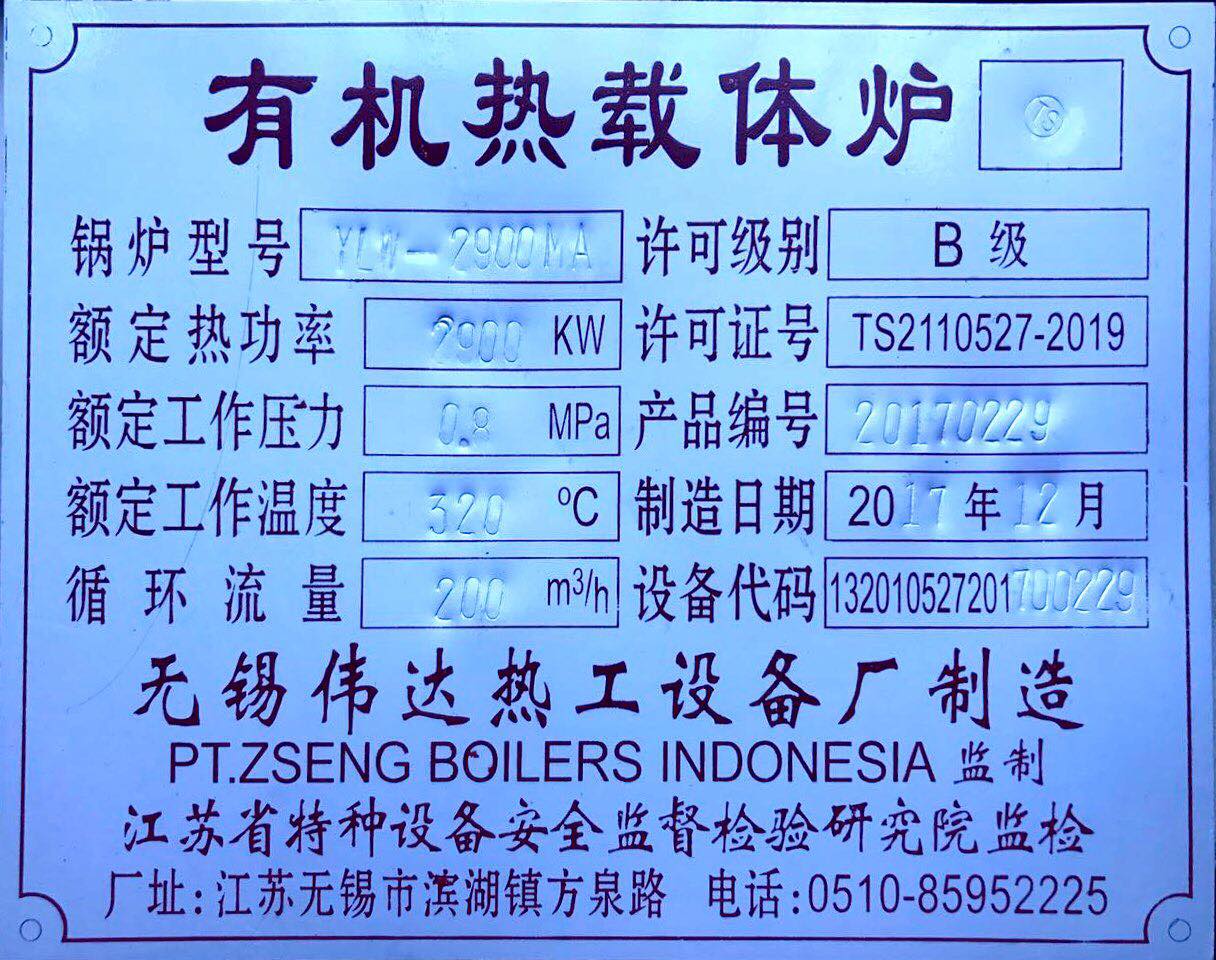 有机热载体炉 TS
锅炉型号 YLW-2900MA 许可级别 B 级
额定热功率 2900 KW 许可证号 TS2110527-2019
额定工作压力 0.8 MPa 产品编号 20170229
额定工作温度 320 ºC 制造日期 2017年12月
循环流量 200 m³/h 设备代码 132010527201700229
无锡伟达热工设备厂制造
PT.ZSENG BOILERS INDONESIA 监制
江苏省特种设备安全监督检验研究院监检
厂址:江苏无锡市滨湖镇方泉路 电话:0510-85952225